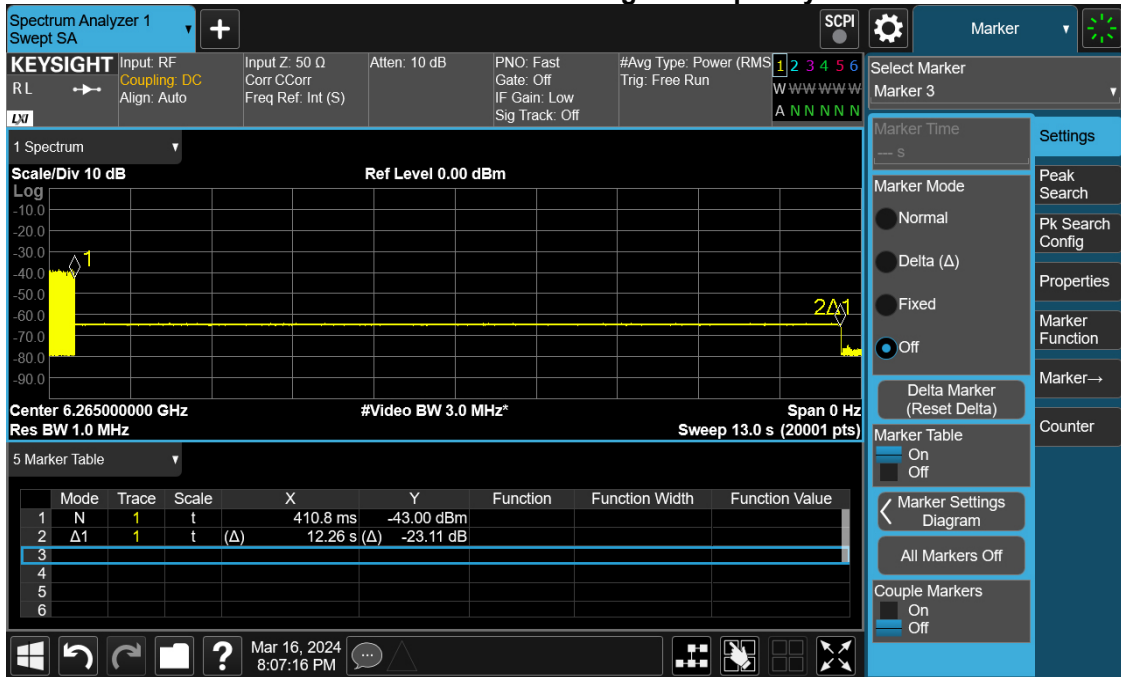 Spectrum Analyzer 1
Swept SA
+
SCPI
Marker
KEYSIGHT
R L
LXI
Input: RF
Coupling: DC
Align: Auto
Input Z: 50 Ω
Corr CCorr
Freq Ref: Int (S)
Atten: 10 dB
PNO: Fast
Gate: Off
IF Gain: Low
Sig Track: Off
#Avg Type: Power (RMS
Trig: Free Run
1 2 3 4 5 6
W W W W W W
A N N N N N
Select Marker
Marker 3
1 Spectrum
Scale/Div 10 dB
Ref Level 0.00 dBm
Log
-10.0
-20.0
-30.0
-40.0
-50.0
-60.0
-70.0
-80.0
-90.0
1
2Δ1
Center 6.265000000 GHz
#Video BW 3.0 MHz*
Span 0 Hz
Res BW 1.0 MHz
Sweep 13.0 s (20001 pts)
5 Marker Table
Mode Trace Scale X Y Function Function Width Function Value
1 N 1 t 410.8 ms -43.00 dBm
2 Δ1 1 t (Δ) 12.26 s (Δ) -23.11 dB
3
4
5
6
Marker Time
--- s
Marker Mode
Normal
Delta (Δ)
Fixed
Off
Delta Marker
(Reset Delta)
Marker Table
On
Off
Marker Settings
Diagram
All Markers Off
Couple Markers
On
Off
Settings
Peak
Search
Pk Search
Config
Properties
Marker
Function
Marker→
Counter
?
Mar 16, 2024
8:07:16 PM